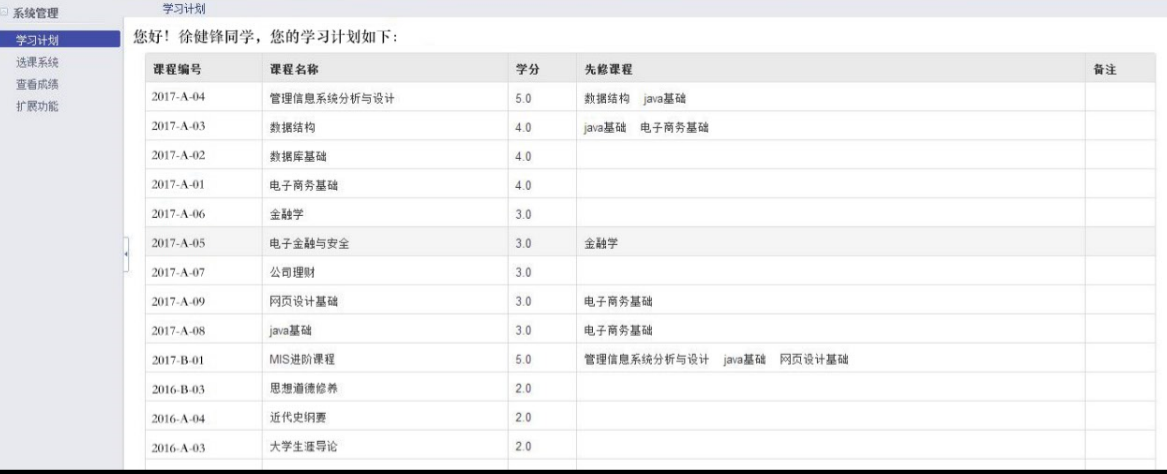 系统管理 学习计划
学习计划
选课系统
查看成绩
扩展功能
您好！徐健锋同学，您的学习计划如下：
课程编号 课程名称 学分 先修课程 备注
2017-A-04 管理信息系统分析与设计 5.0 数据结构 java基础
2017-A-03 数据结构 4.0 java基础 电子商务基础
2017-A-02 数据库基础 4.0
2017-A-01 电子商务基础 4.0
2017-A-06 金融学 3.0
2017-A-05 电子金融与安全 3.0 金融学
2017-A-07 公司理财 3.0
2017-A-09 网页设计基础 3.0 电子商务基础
2017-A-08 java基础 3.0 电子商务基础
2017-B-01 MIS进阶课程 5.0 管理信息系统分析与设计 java基础 网页设计基础
2016-B-03 思想道德修养 2.0
2016-A-04 近代史纲要 2.0
2016-A-03 大学生涯导论 2.0